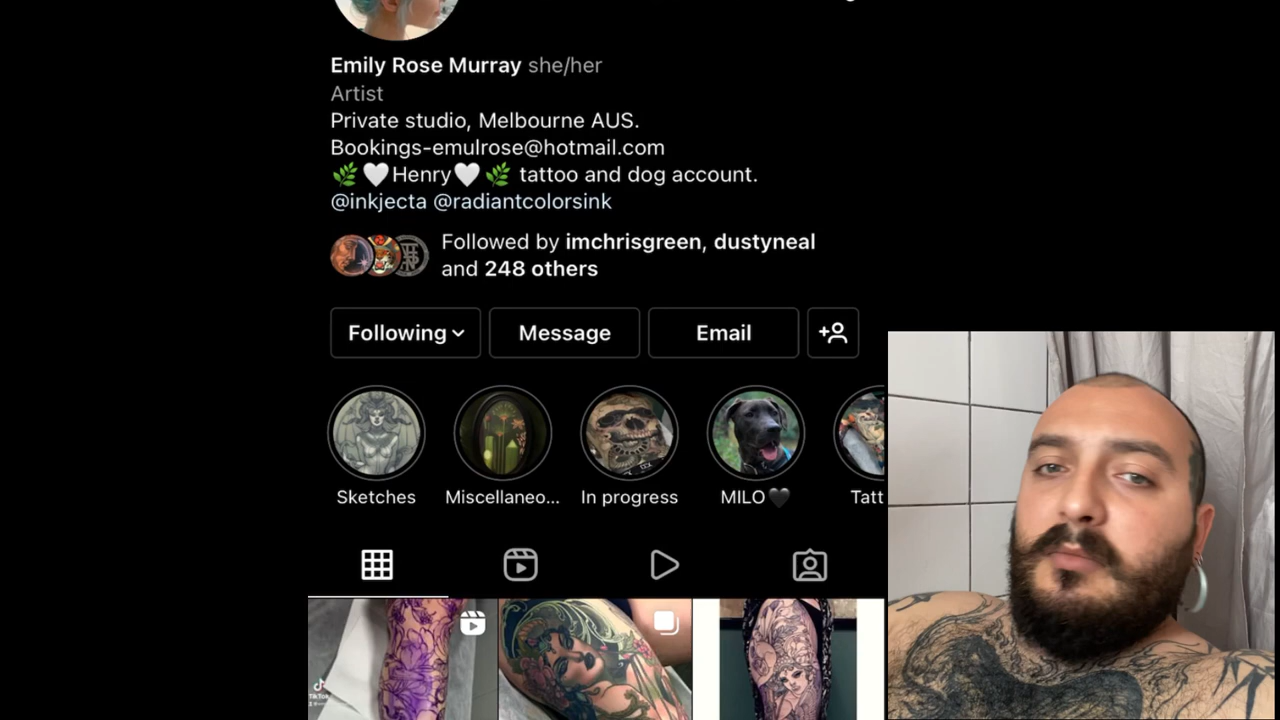 Emily Rose Murray she/her
Artist
Private studio, Melbourne AUS.
Bookings-emulrose@hotmail.com
🌿🤍Henry🤍🌿 tattoo and dog account.
@inkjecta @radiantcolorsink
Followed by imchrisgreen, dustyneal
and 248 others
Following Message Email
Sketches Miscellaneo... In progress MILO🖤 Tatt
TikTok